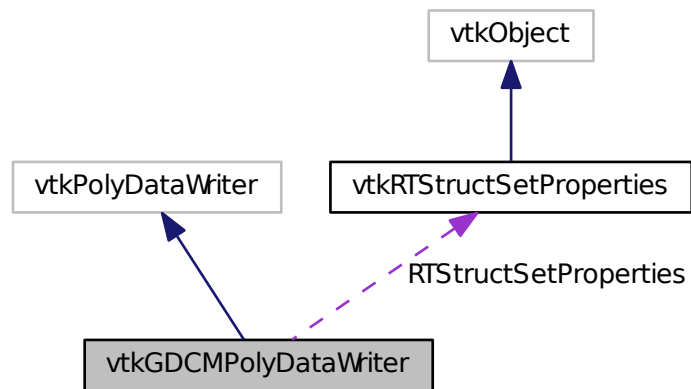 vtkObject
vtkPolyDataWriter
vtkRTStructSetProperties
RTStructSetProperties
vtkGDCMPolyDataWriter